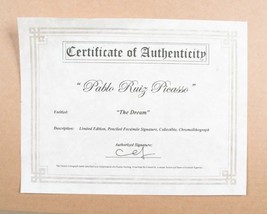 Certificate of Authenticity
"Pablo Ruiz Picasso"
Entitled: "The Dream"
Description: Limited Edition, Penciled Facsimile Signature, Collectible, Chromolithograph
Authorized Signature: